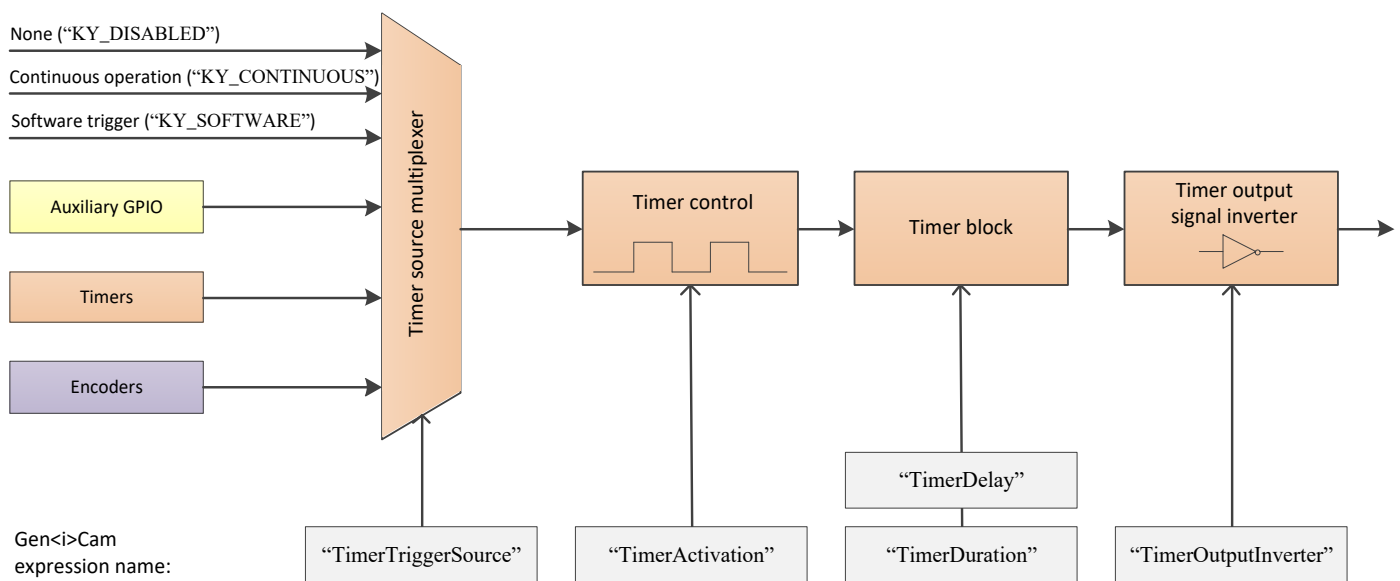 None (“KY_DISABLED”)
Continuous operation (“KY_CONTINUOUS”)
Software trigger (“KY_SOFTWARE”)
Auxiliary GPIO
Timers
Encoders
Timer source multiplexer
Timer control
Timer block
Timer output
signal inverter
“TimerDelay”
Gen<i>Cam
expression name:
“TimerTriggerSource”
“TimerActivation”
“TimerDuration”
“TimerOutputInverter”